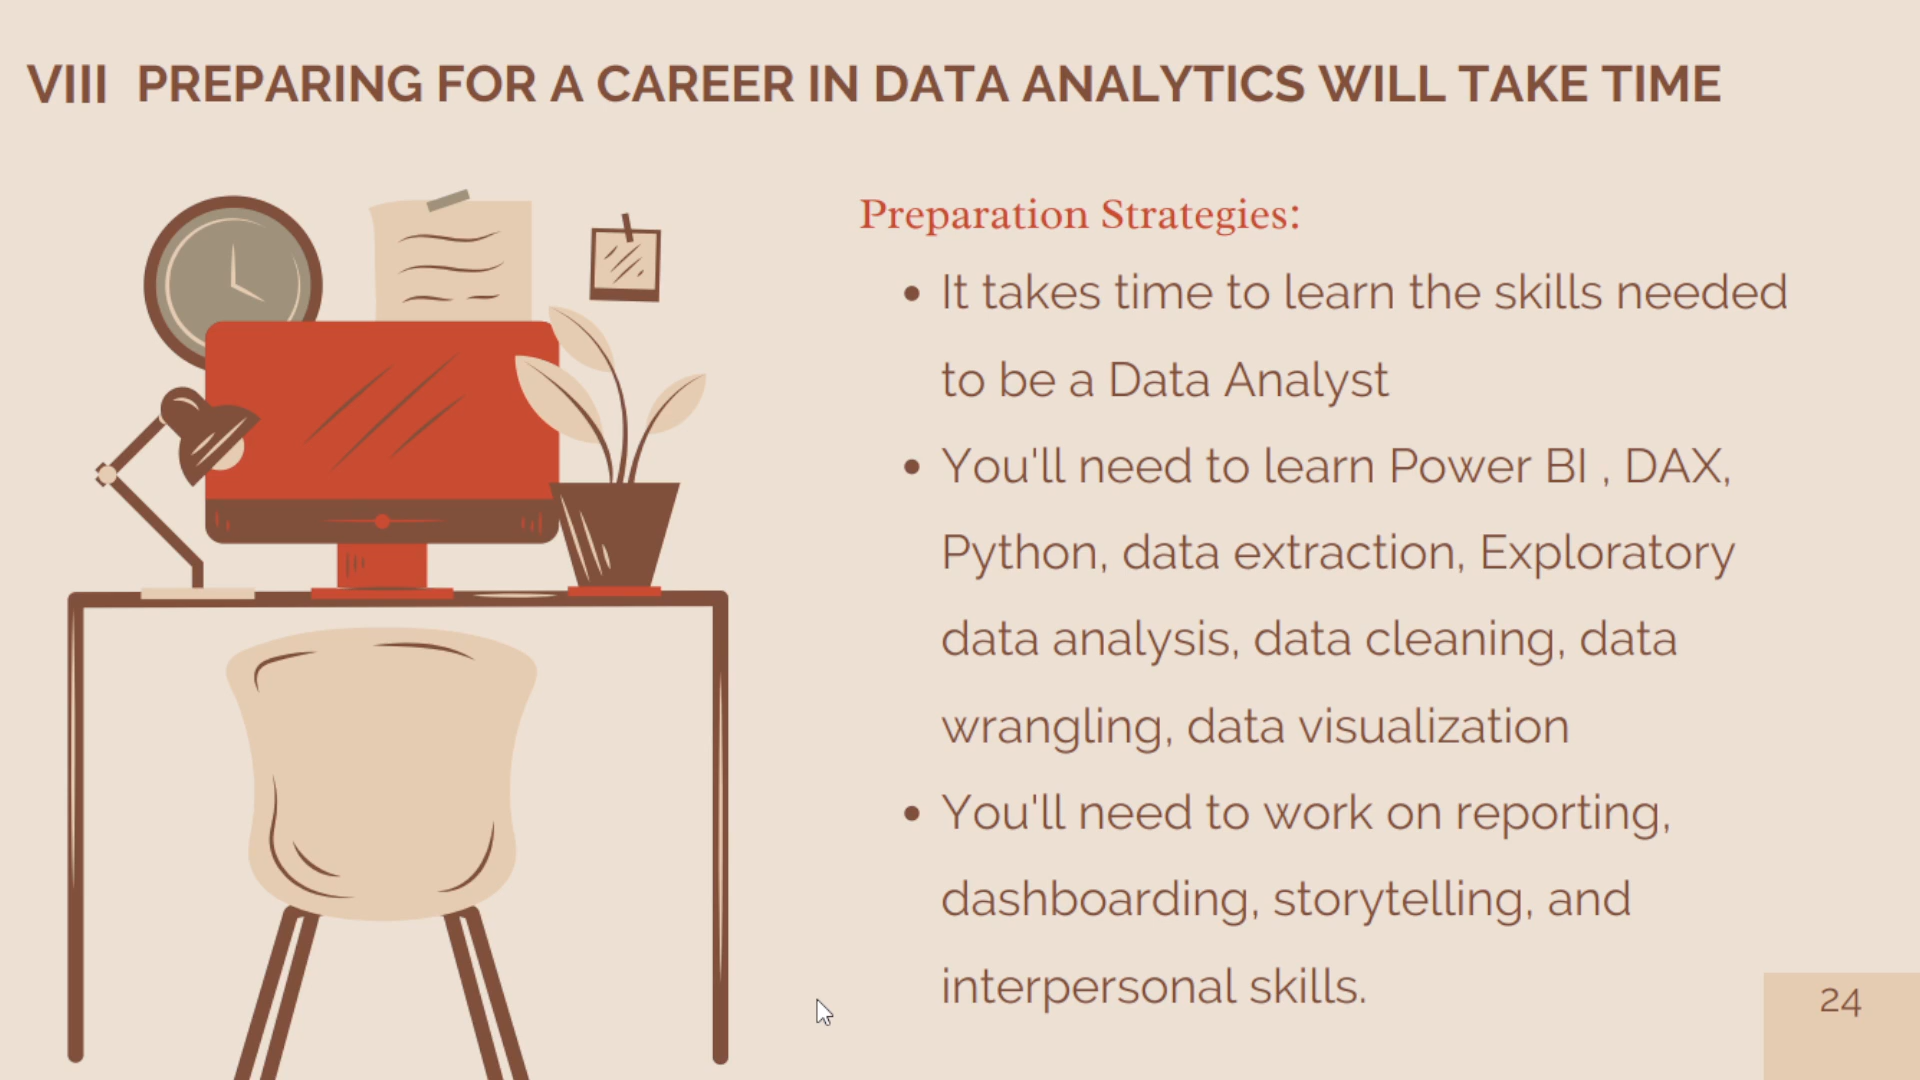 VIII PREPARING FOR A CAREER IN DATA ANALYTICS WILL TAKE TIME
Preparation Strategies:
• It takes time to learn the skills needed
to be a Data Analyst
• You'll need to learn Power BI , DAX,
Python, data extraction, Exploratory
data analysis, data cleaning, data
wrangling, data visualization
• You'll need to work on reporting,
dashboarding, storytelling, and
interpersonal skills.
24